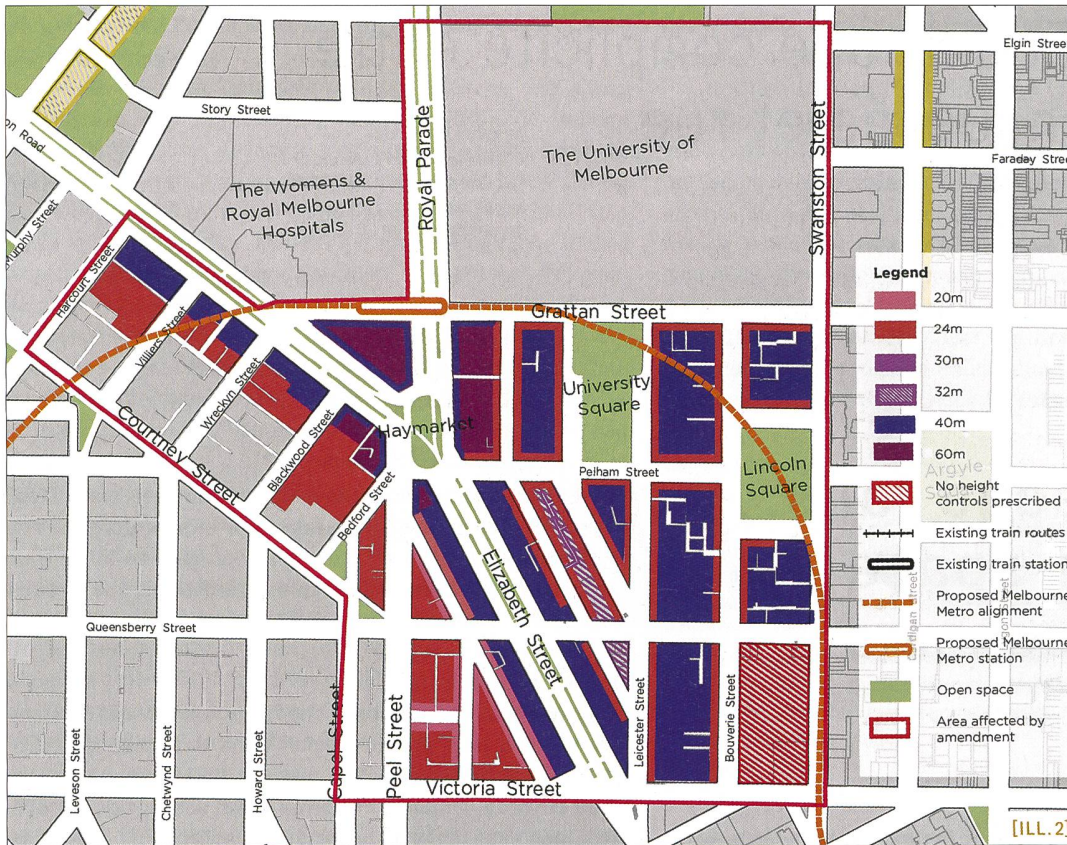 Elgin Street
Story Street
on Road
Royal Parade
The University of
Melbourne
Swanston Street
Faraday Street
The Womens &
Royal Melbourne
Hospitals
Murphy Street
Harcourt Street
Villiers Street
Wreckyn Street
Blackwood Street
Bedford Street
Courtney Street
Grattan Street
University
Square
Haymarket
Pelham Street
Lincoln
Square
Elizabeth Street
Queensberry Street
Leicester Street
Bouverie Street
Capel Street
Peel Street
Victoria Street
Leveson Street
Chetwynd Street
Howard Street
Legend
20m
24m
30m
32m
40m
60m
No height
controls prescribed
Existing train routes
Existing train station
Proposed Melbourne
Metro alignment
Proposed Melbourne
Metro station
Open space
Area affected by
amendment
Argyle
Cardigan Street
[ILL.2]